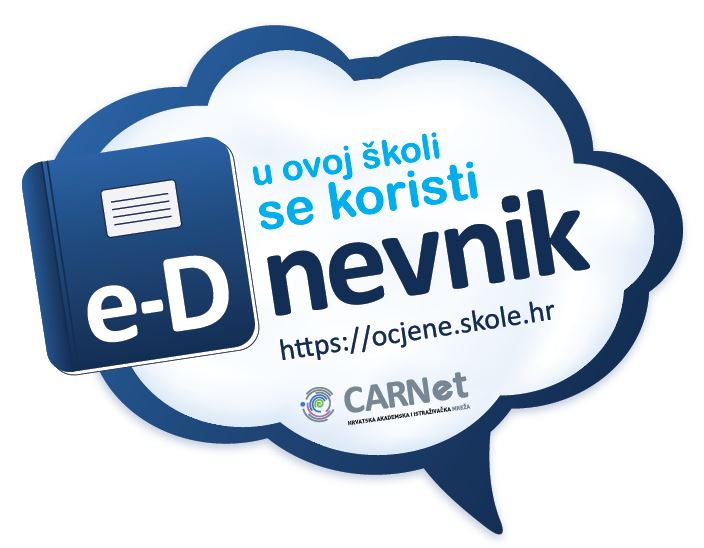 u ovoj školi
se koristi
e-Dnevnik
https://ocjene.skole.hr
CARNet
HRVATSKA AKADEMSKA I ISTRAŽIVAČKA MREŽA